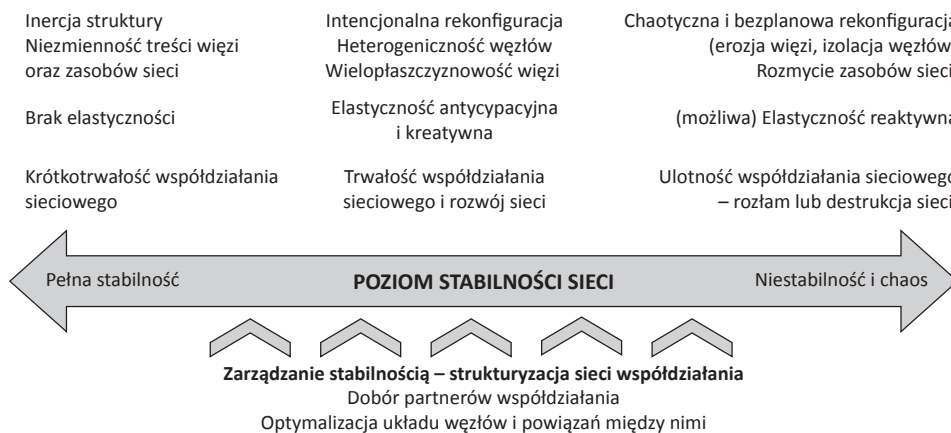 Inercja struktury
Niezmienność treści więzi
oraz zasobów sieci
Intencjonalna rekonfiguracja
Heterogeniczność węzłów
Wielopłaszczyznowość więzi
Chaotyczna i bezplanowa rekonfiguracja
(erozja więzi, izolacja węzłów
Rozmycie zasobów sieci
Brak elastyczności
Elastyczność antycypacyjna
i kreatywna
(możliwa) Elastyczność reaktywna
Krótkotrwałość współdziałania
sieciowego
Trwałość współdziałania
sieciowego i rozwój sieci
Ulotność współdziałania sieciowego
– rozłam lub destrukcja sieci
Pełna stabilność
POZIOM STABILNOŚCI SIECI
Niestabilność i chaos
Zarządzanie stabilnością – strukturyzacja sieci współdziałania
Dobór partnerów współdziałania
Optymalizacja układu węzłów i powiązań między nimi